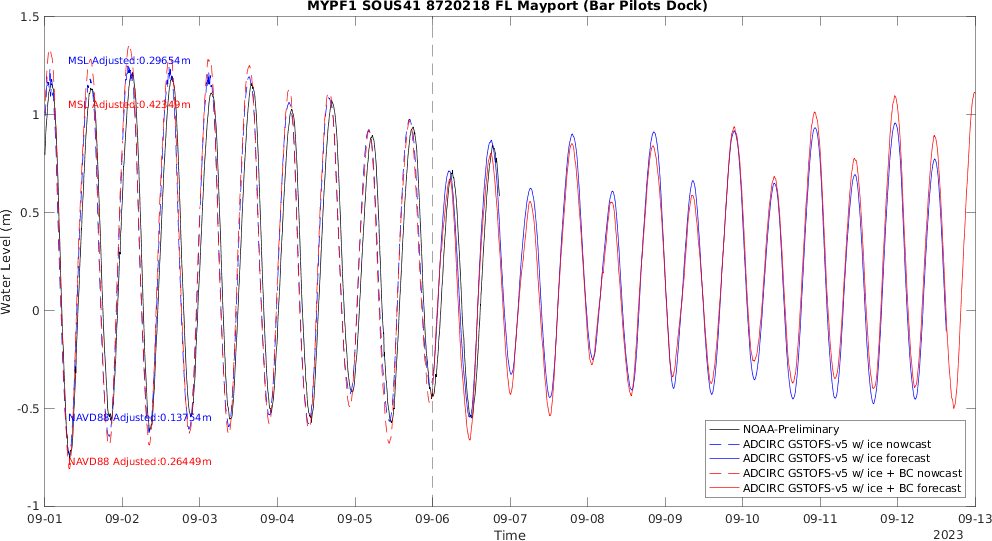 MYPF1 SOUS41 8720218 FL Mayport (Bar Pilots Dock)
1.5
MSL Adjusted:0.29654m
MSL Adjusted:0.42349m
1
0.5
Water Level (m)
0
-0.5
NAVD88 Adjusted:0.13754m
NAVD88 Adjusted:0.26449m
-1
NOAA-Preliminary
ADCIRC GSTOFS-v5 w/ ice nowcast
ADCIRC GSTOFS-v5 w/ ice forecast
ADCIRC GSTOFS-v5 w/ ice + BC nowcast
ADCIRC GSTOFS-v5 w/ ice + BC forecast
09-01 09-02 09-03 09-04 09-05 09-06 09-07 09-08 09-09 09-10 09-11 09-12 09-13
Time
2023